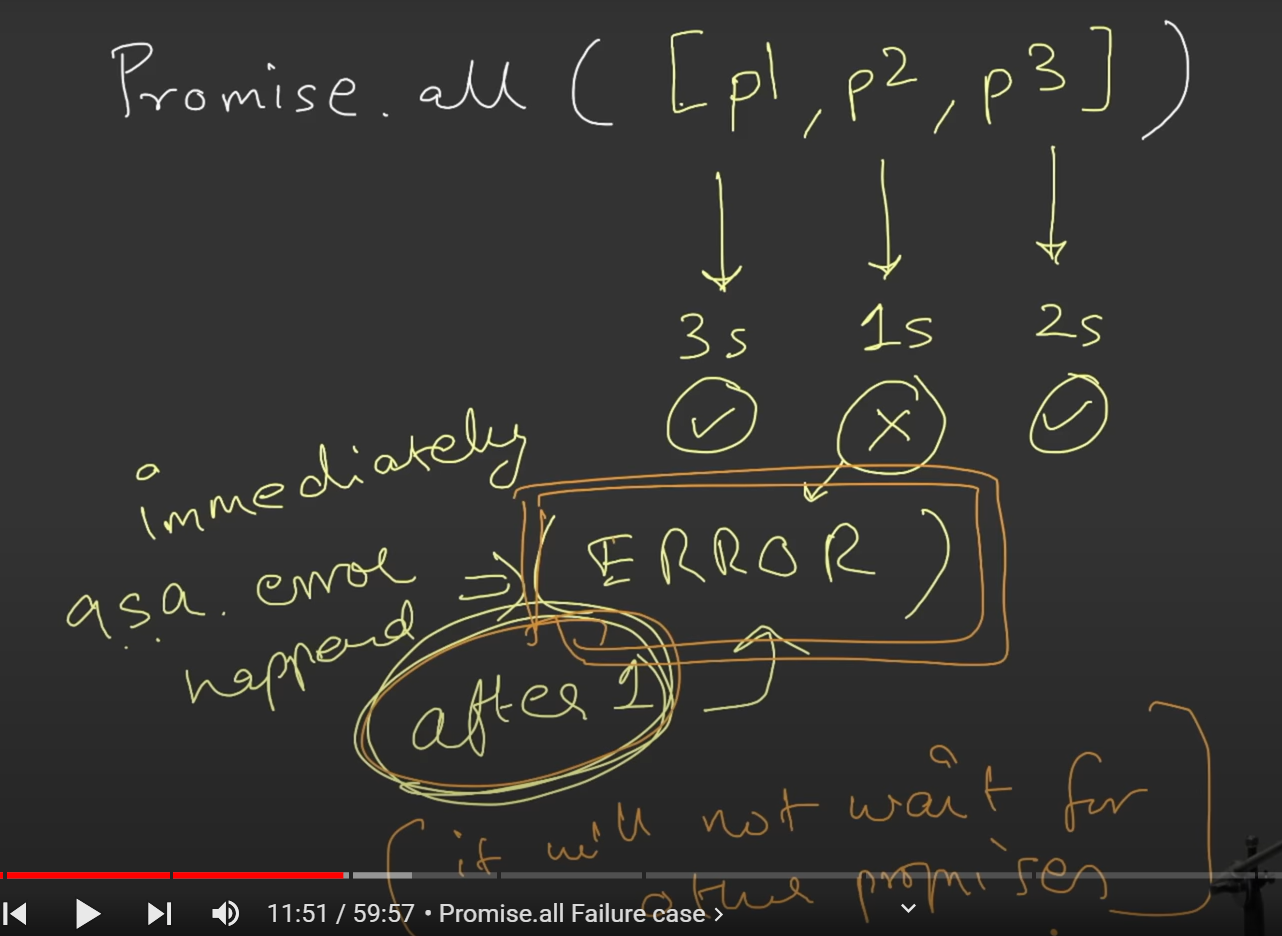 Promise.all ( [p1, p2, p3] )
3s 1s 2s
immediately
a.s.a. error
happend
(ERROR)
after 1
it will not wait for
other promises
11:51 / 59:57 • Promise.all Failure case >